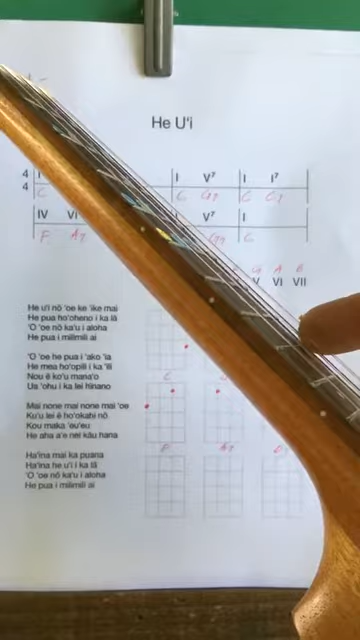 He U'i
4 I I V⁷ I I⁷
4 C C G7 C C7
IV V⁷ I
F A7 G7 C
G A B
V VI VII
He u'i nō 'oe ke 'ike mai
He pua ho'oheno i ka lā
'O 'oe nō ka'u i aloha
He pua i milimili ai
'O 'oe he pua i 'ako 'ia
He mea ho'opili i ka 'ili
Nou ē ko'u mana'o
Ua 'ohu i ka lei hinano
Mai none mai none mai 'oe
Ku'u lei ē ho'okahi nō
Kou maka 'eu'eu
He aha a'e nei kāu hana
Ha'ina mai ka puana
Ha'ina he u'i i ka lā
'O 'oe nō ka'u i aloha
He pua i milimili ai
C
F A7